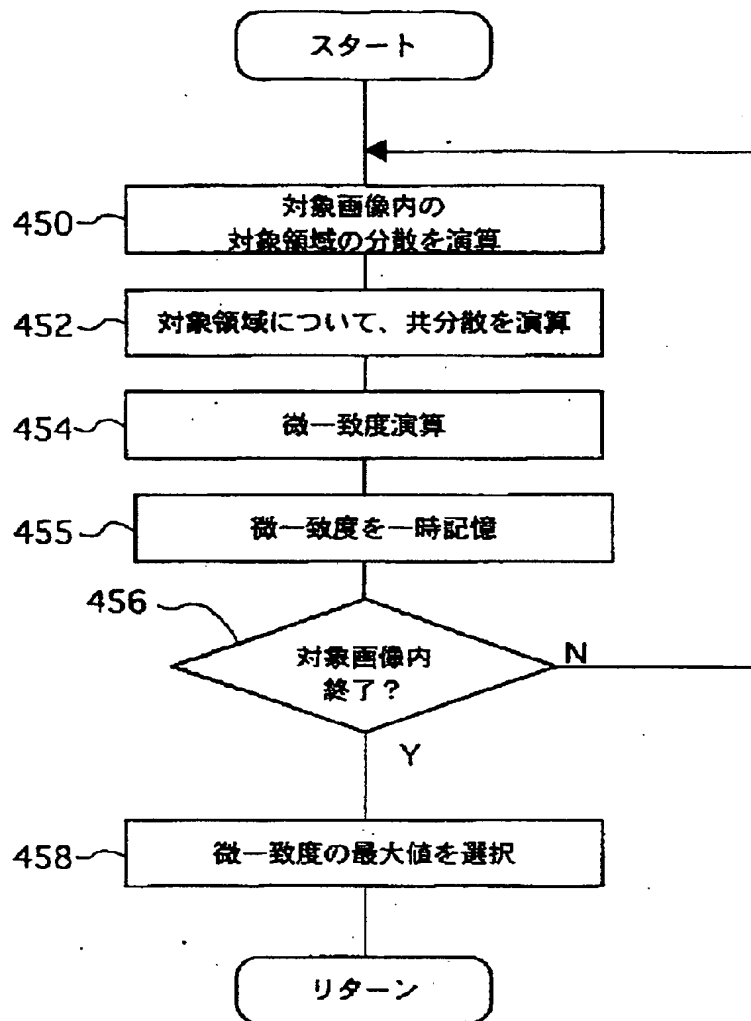 スタート
450
対象画像内の
対象領域の分散を演算
452
対象領域について、共分散を演算
454
微一致度演算
455
微一致度を一時記憶
456
対象画像内
終了?
N
Y
458
微一致度の最大値を選択
リターン